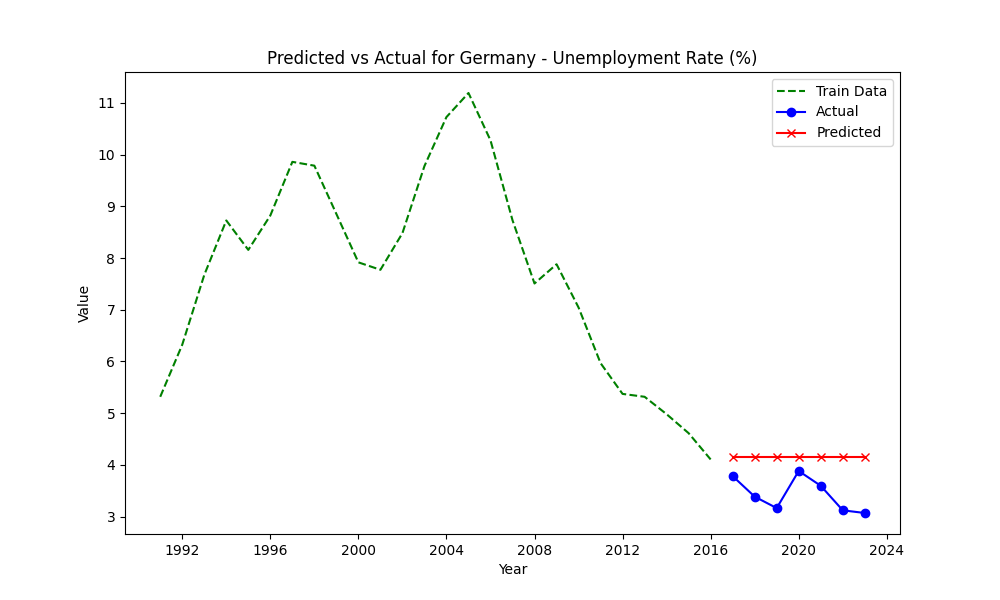 Predicted vs Actual for Germany - Unemployment Rate (%)
Train Data
Actual
Predicted
11
10
9
8
7
6
5
4
3
Value
1992 1996 2000 2004 2008 2012 2016 2020 2024
Year